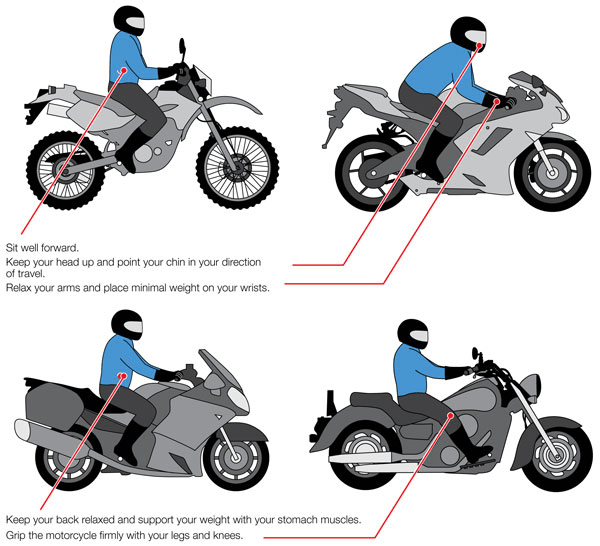 Sit well forward.
Keep your head up and point your chin in your direction
of travel.
Relax your arms and place minimal weight on your wrists.
Keep your back relaxed and support your weight with your stomach muscles.
Grip the motorcycle firmly with your legs and knees.